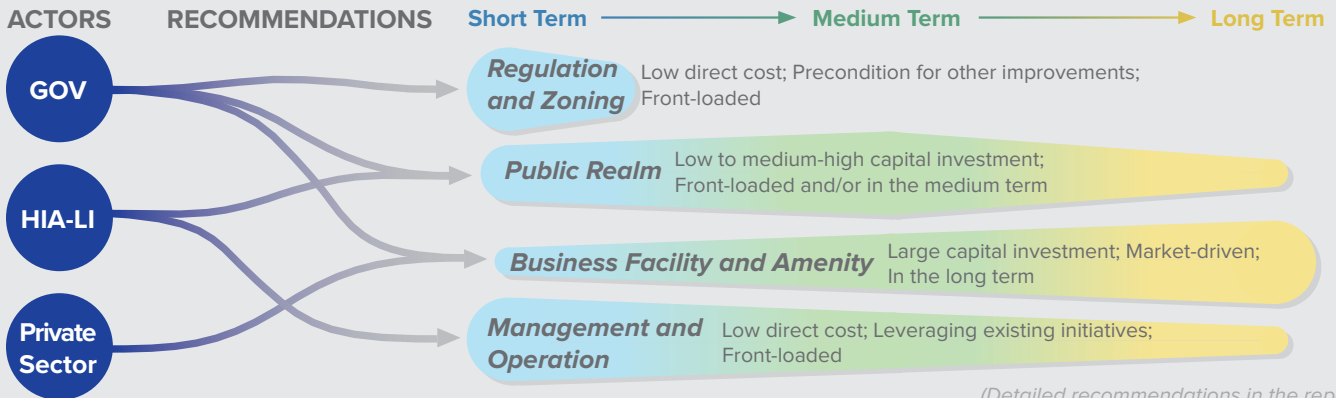 ACTORS RECOMMENDATIONS Short Term Medium Term Long Term
GOV
HIA-LI
Private
Sector
Regulation
and Zoning
Low direct cost; Precondition for other improvements;
Front-loaded
Public Realm
Low to medium-high capital investment;
Front-loaded and/or in the medium term
Business Facility and Amenity
Large capital investment; Market-driven;
In the long term
Management and
Operation
Low direct cost; Leveraging existing initiatives;
Front-loaded
(Detailed recommendations in the rep